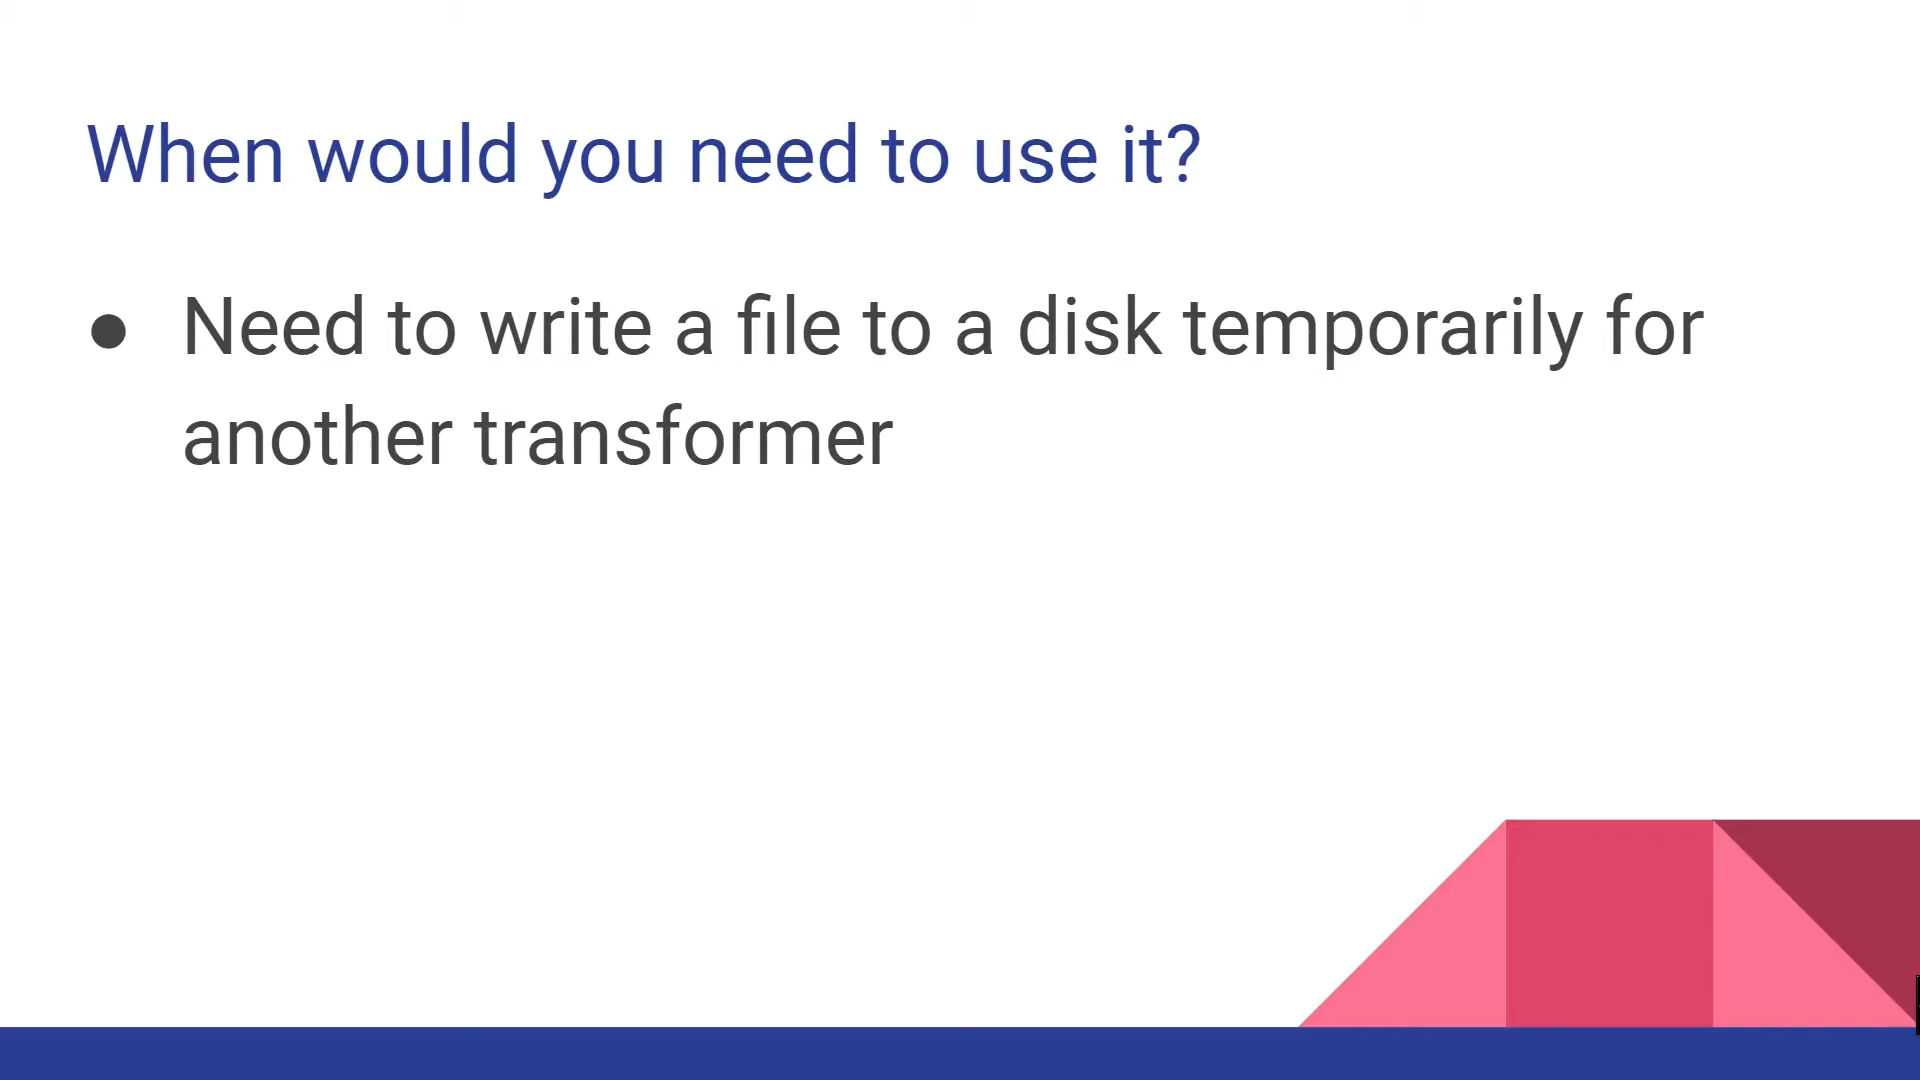 When would you need to use it?
● Need to write a file to a disk temporarily for
another transformer